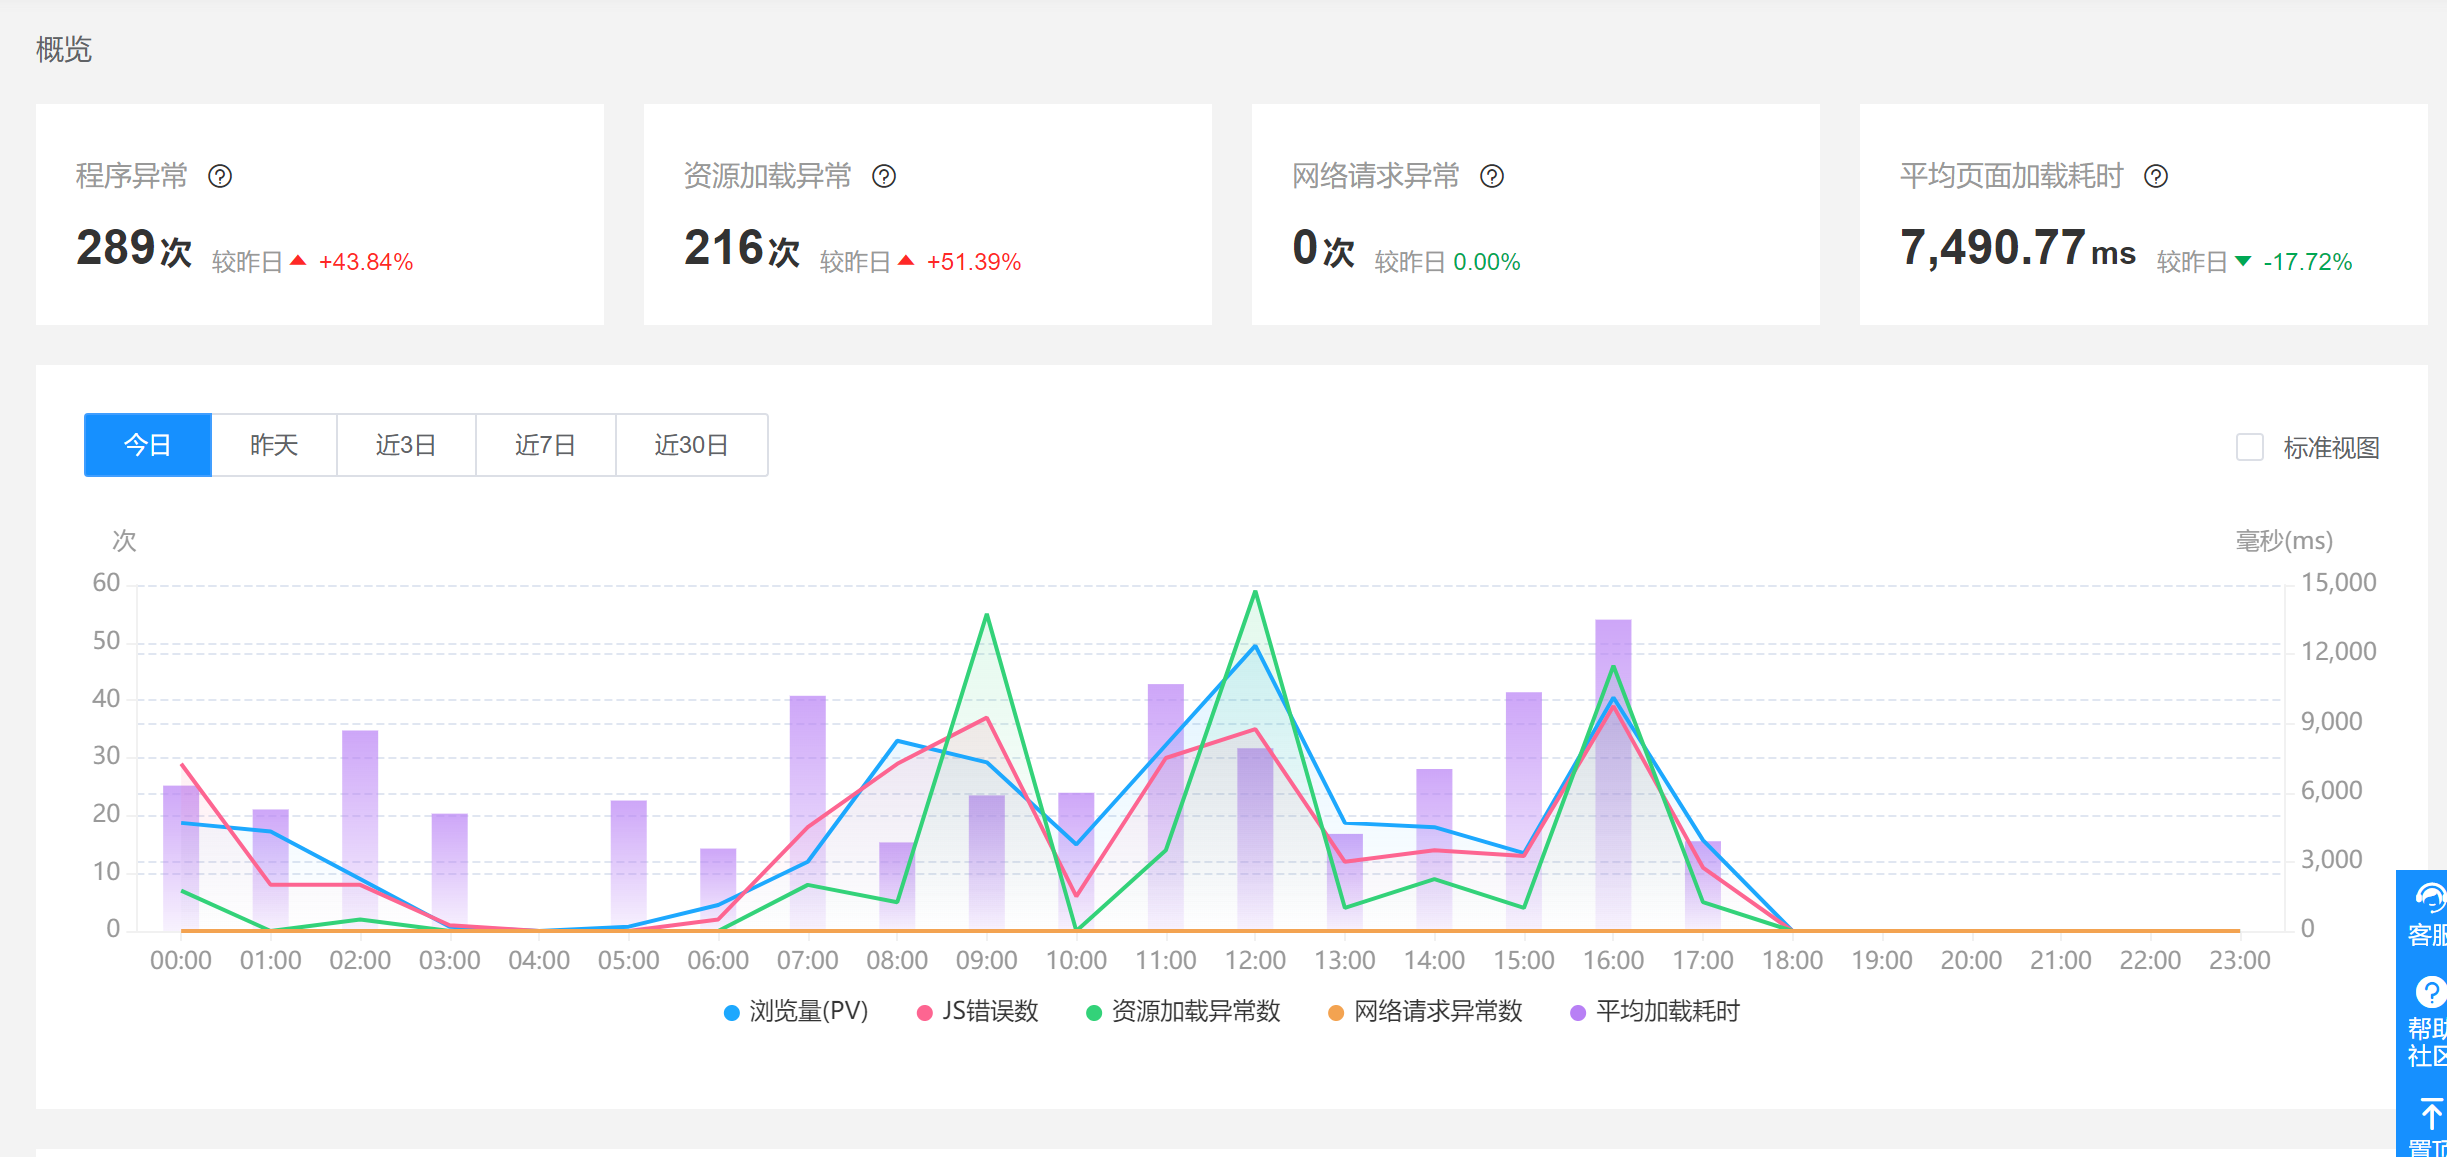 概览
程序异常
289次 较昨日 +43.84%
资源加载异常
216次 较昨日 +51.39%
网络请求异常
0次 较昨日 0.00%
平均页面加载耗时
7,490.77ms 较昨日 -17.72%
今日 昨天 近3日 近7日 近30日
标准视图
次
毫秒(ms)
60
50
40
30
20
10
0
15,000
12,000
9,000
6,000
3,000
0
00:00 01:00 02:00 03:00 04:00 05:00 06:00 07:00 08:00 09:00 10:00 11:00 12:00 13:00 14:00 15:00 16:00 17:00 18:00 19:00 20:00 21:00 22:00 23:00
浏览量(PV) JS错误数 资源加载异常数 网络请求异常数 平均加载耗时
客服
帮助
社区
置顶